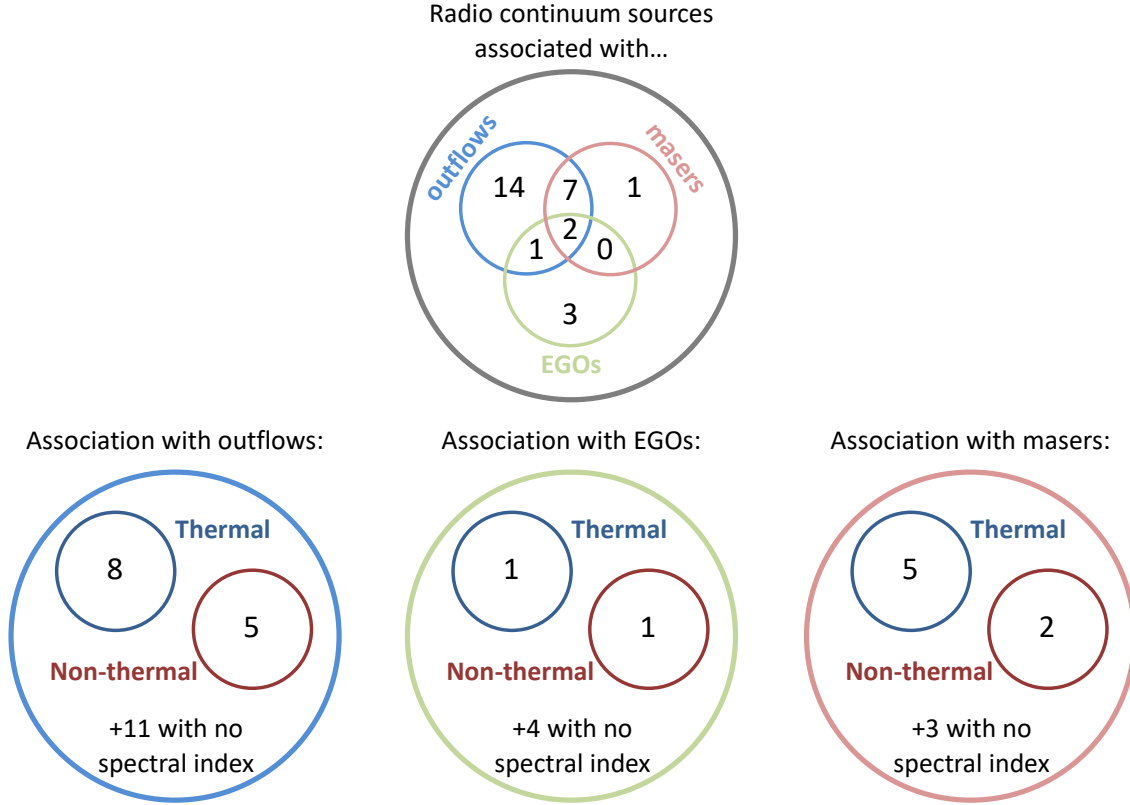 Radio continuum sources
associated with…
outflows
masers
14
7
1
2
1
0
3
EGOs
Association with outflows:
Thermal
8
5
Non-thermal
+11 with no
spectral index
Association with EGOs:
Thermal
1
1
Non-thermal
+4 with no
spectral index
Association with masers:
Thermal
5
2
Non-thermal
+3 with no
spectral index